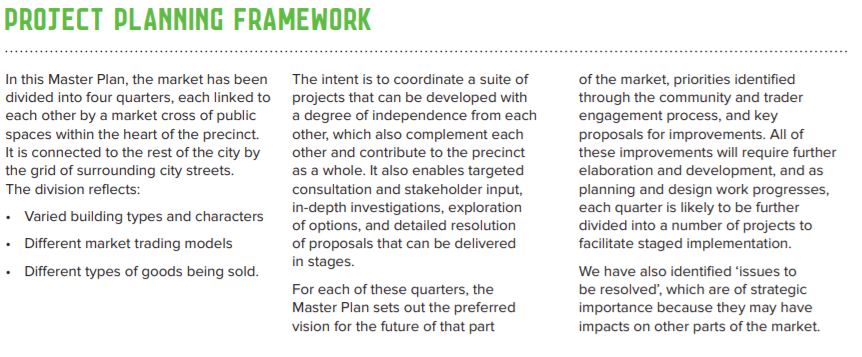 PROJECT PLANNING FRAMEWORK
In this Master Plan, the market has been
divided into four quarters, each linked to
each other by a market cross of public
spaces within the heart of the precinct.
It is connected to the rest of the city by
the grid of surrounding city streets.
The division reflects:
• Varied building types and characters
• Different market trading models
• Different types of goods being sold.
The intent is to coordinate a suite of
projects that can be developed with
a degree of independence from each
other, which also complement each
other and contribute to the precinct
as a whole. It also enables targeted
consultation and stakeholder input,
in-depth investigations, exploration
of options, and detailed resolution
of proposals that can be delivered
in stages.
For each of these quarters, the
Master Plan sets out the preferred
vision for the future of that part
of the market, priorities identified
through the community and trader
engagement process, and key
proposals for improvements. All of
these improvements will require further
elaboration and development, and as
planning and design work progresses,
each quarter is likely to be further
divided into a number of projects to
facilitate staged implementation.
We have also identified ‘issues to
be resolved’, which are of strategic
importance because they may have
impacts on other parts of the market.